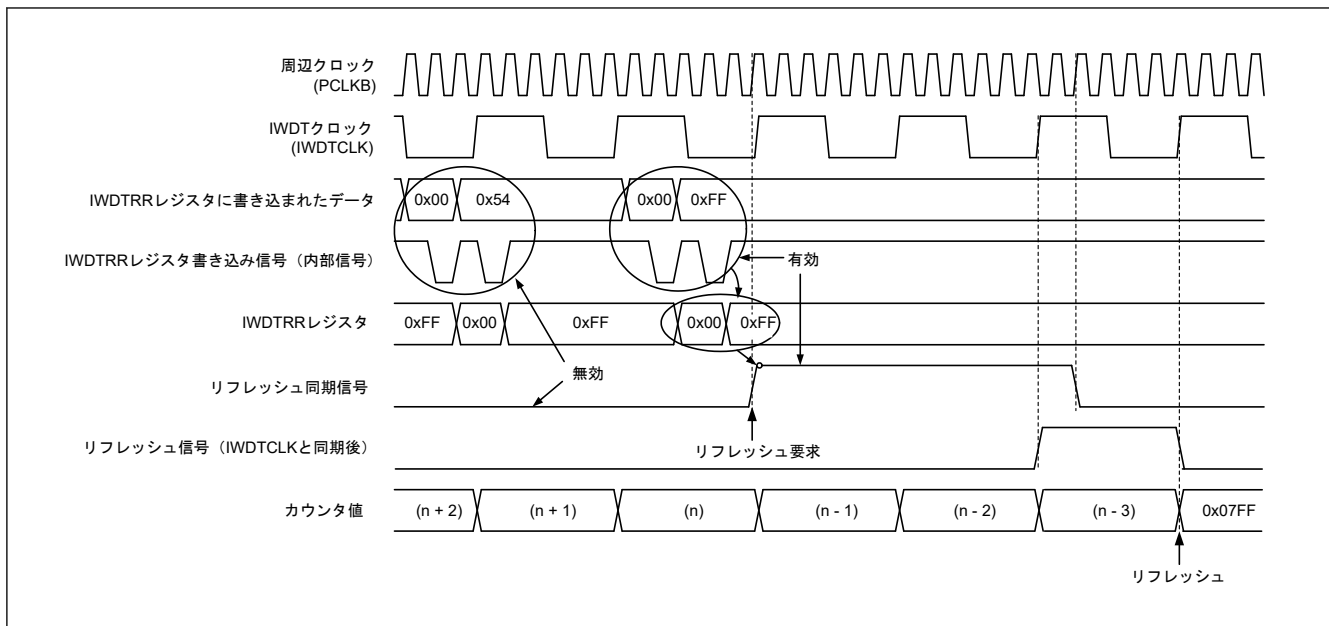 周辺クロック
(PCLKB)
IWDTクロック
(IWDTCLK)
IWDTRRレジスタに書き込まれたデータ
0x00 0x54 0x00 0xFF
IWDTRRレジスタ書き込み信号（内部信号）
有効
IWDTRRレジスタ
0xFF 0x00 0xFF 0x00 0xFF
無効
リフレッシュ同期信号
リフレッシュ要求
リフレッシュ信号（IWDTCLKと同期後）
カウンタ値
(n + 2) (n + 1) (n) (n - 1) (n - 2) (n - 3) 0x07FF
リフレッシュ